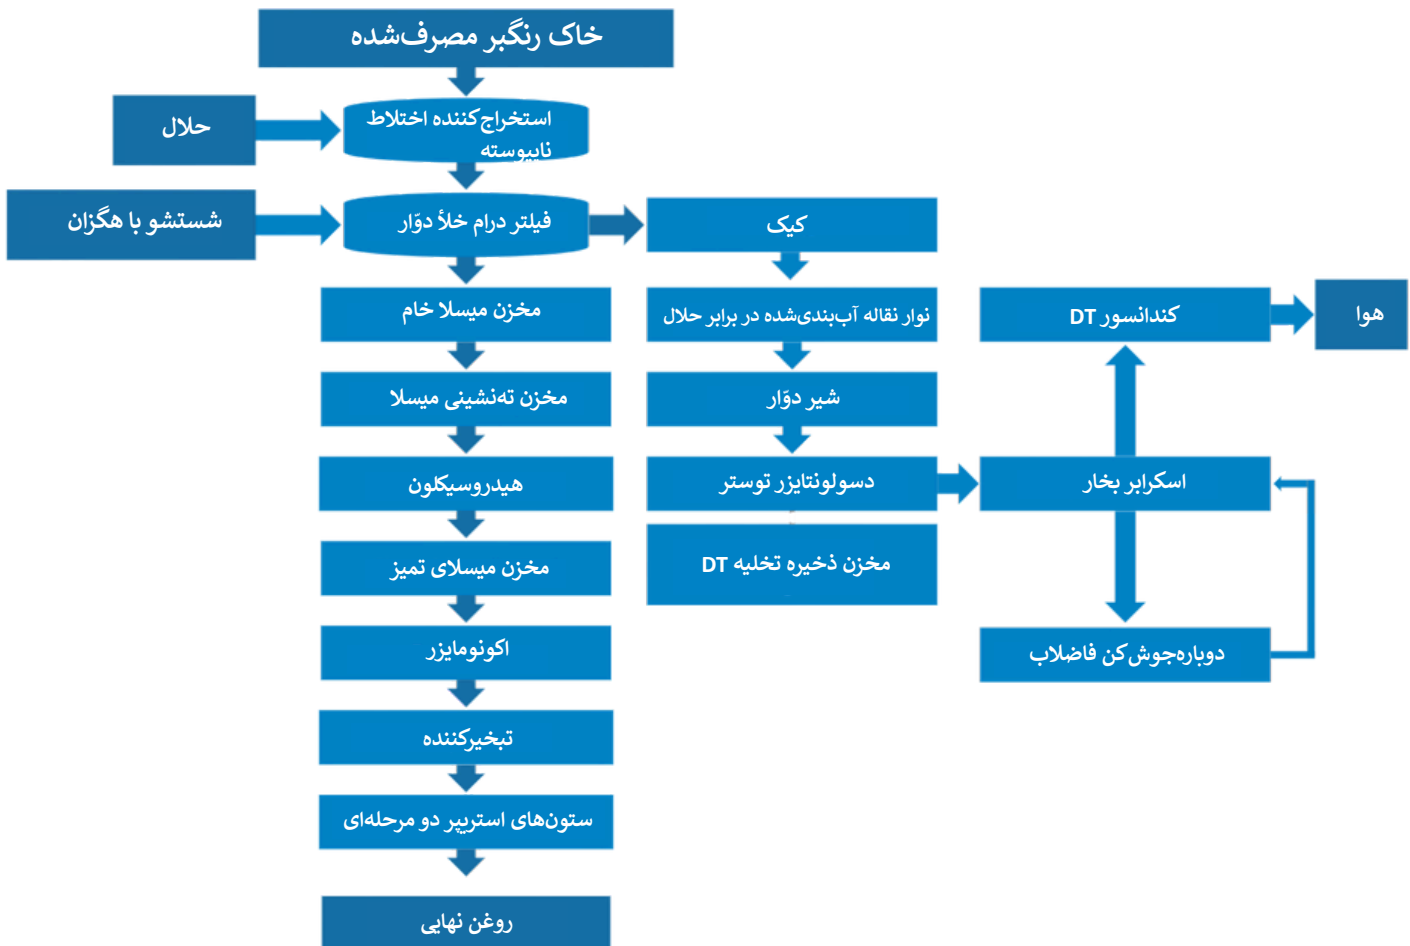 خاک رنگبر مصرف‌شده
حلال
استخراج‌کننده اختلاط
ناپیوسته
شستشو با هگزان
فیلتر درام خلأ دوّار
کیک
مخزن میسلا خام
نوار نقاله آب‌بندی‌شده در برابر حلال
کندانسور DT
هوا
مخزن ته‌نشینی میسلا
شیر دوّار
هیدروسیکلون
دسولونتایزر توستر
اسکرابر بخار
مخزن میسلای تمیز
مخزن ذخیره تخلیه DT
اکونومایزر
دوباره‌جوش‌کن فاضلاب
تبخیرکننده
ستون‌های استریپر دو مرحله‌ای
روغن نهایی